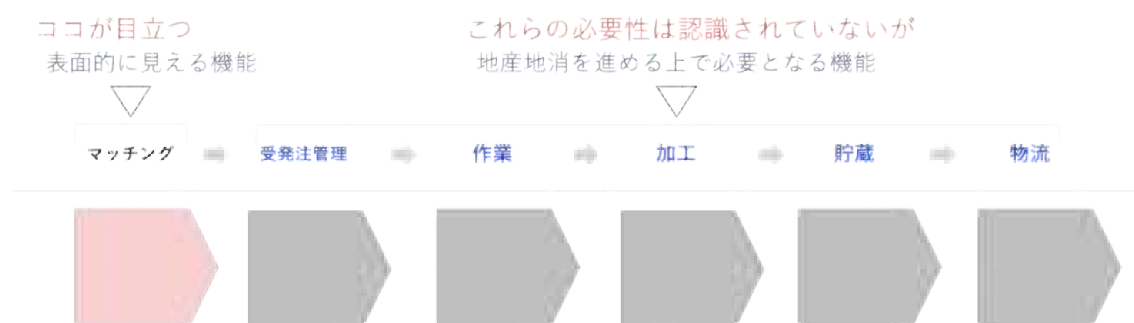 ココが目立つ
表面的に見える機能
これらの必要性は認識されていないが
地産地消を進める上で必要となる機能
マッチング
受発注管理
作業
加工
貯蔵
物流